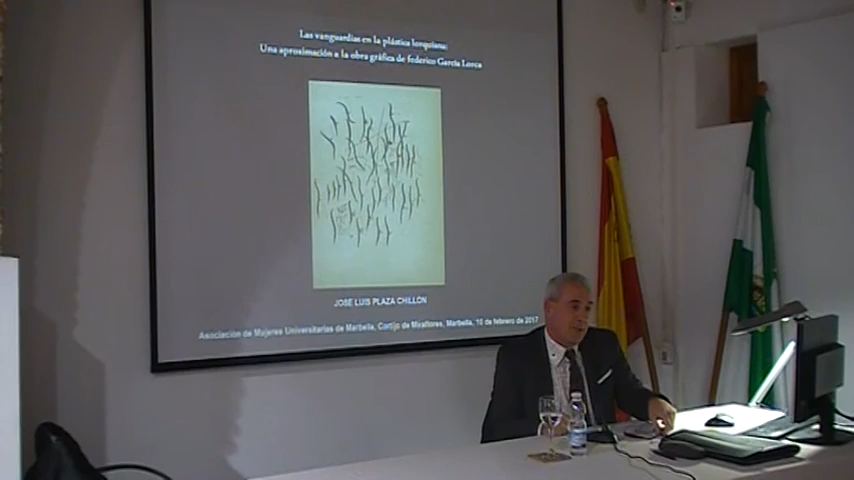 Las vanguardias en la plástica lorquiana:
Una aproximación a la obra gráfica de federico García Lorca
JOSE LUIS PLAZA CHILLÓN
Asociación de Mujeres Universitarias de Marbella, Cortijo de Miraflores, Marbella, 10 de febrero de 2017